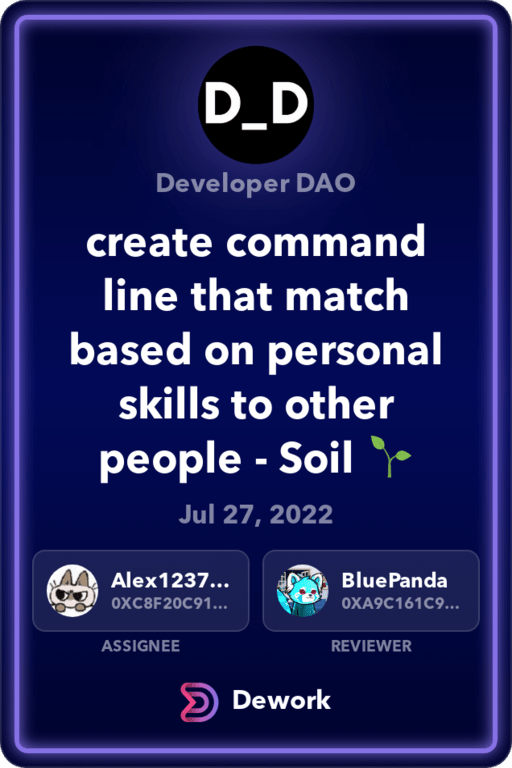 D_D
Developer DAO
create command
line that match
based on personal
skills to other
people - Soil 🌱
Jul 27, 2022
Alex1237...
0XC8F20C91...
ASSIGNEE
BluePanda
0XA9C161C9...
REVIEWER
Dework